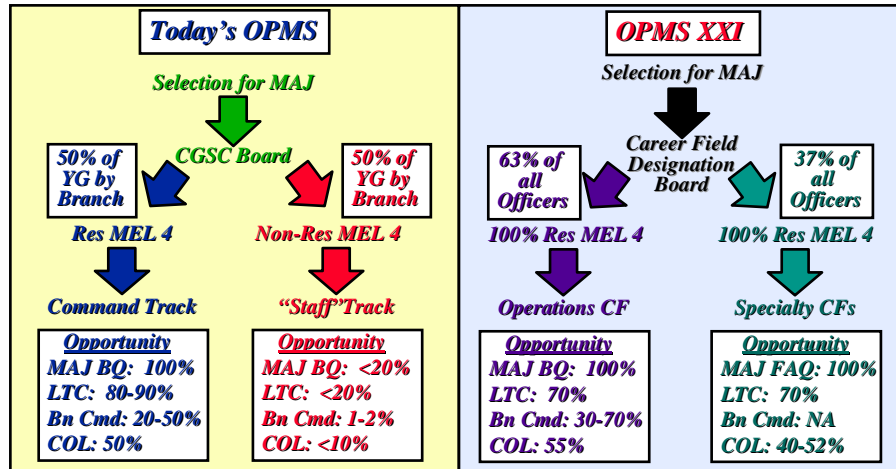 Today's OPMS
Selection for MAJ
CGSC Board
50% of
YG by
Branch
50% of
YG by
Branch
Res MEL 4
Non-Res MEL 4
Command Track
“Staff”Track
Opportunity
MAJ BQ: 100%
LTC: 80-90%
Bn Cmd: 20-50%
COL: 50%
Opportunity
MAJ BQ: <20%
LTC: <20%
Bn Cmd: 1-2%
COL: <10%
OPMS XXI
Selection for MAJ
Career Field
Designation
Board
63% of
all
Officers
37% of
all
Officers
100% Res MEL 4
100% Res MEL 4
Operations CF
Specialty CFs
Opportunity
MAJ BQ: 100%
LTC: 70%
Bn Cmd: 30-70%
COL: 55%
Opportunity
MAJ FAQ: 100%
LTC: 70%
Bn Cmd: NA
COL: 40-52%